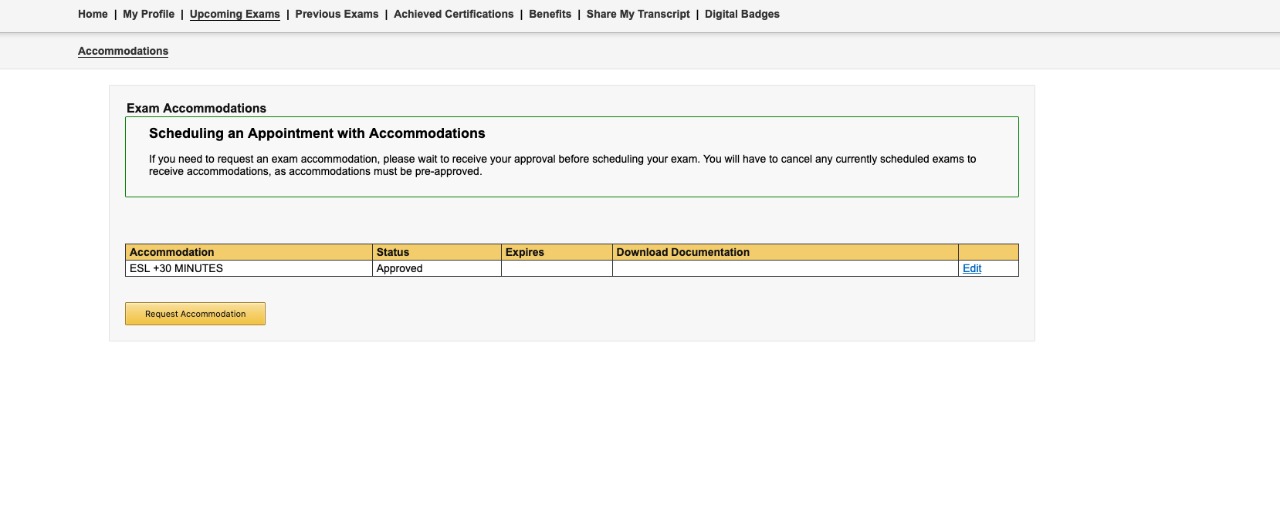 Home | My Profile | Upcoming Exams | Previous Exams | Achieved Certifications | Benefits | Share My Transcript | Digital Badges
Accommodations
Exam Accommodations
Scheduling an Appointment with Accommodations
If you need to request an exam accommodation, please wait to receive your approval before scheduling your exam. You will have to cancel any currently scheduled exams to
receive accommodations, as accommodations must be pre-approved.
Accommodation Status Expires Download Documentation
ESL +30 MINUTES Approved Edit
Request Accommodation